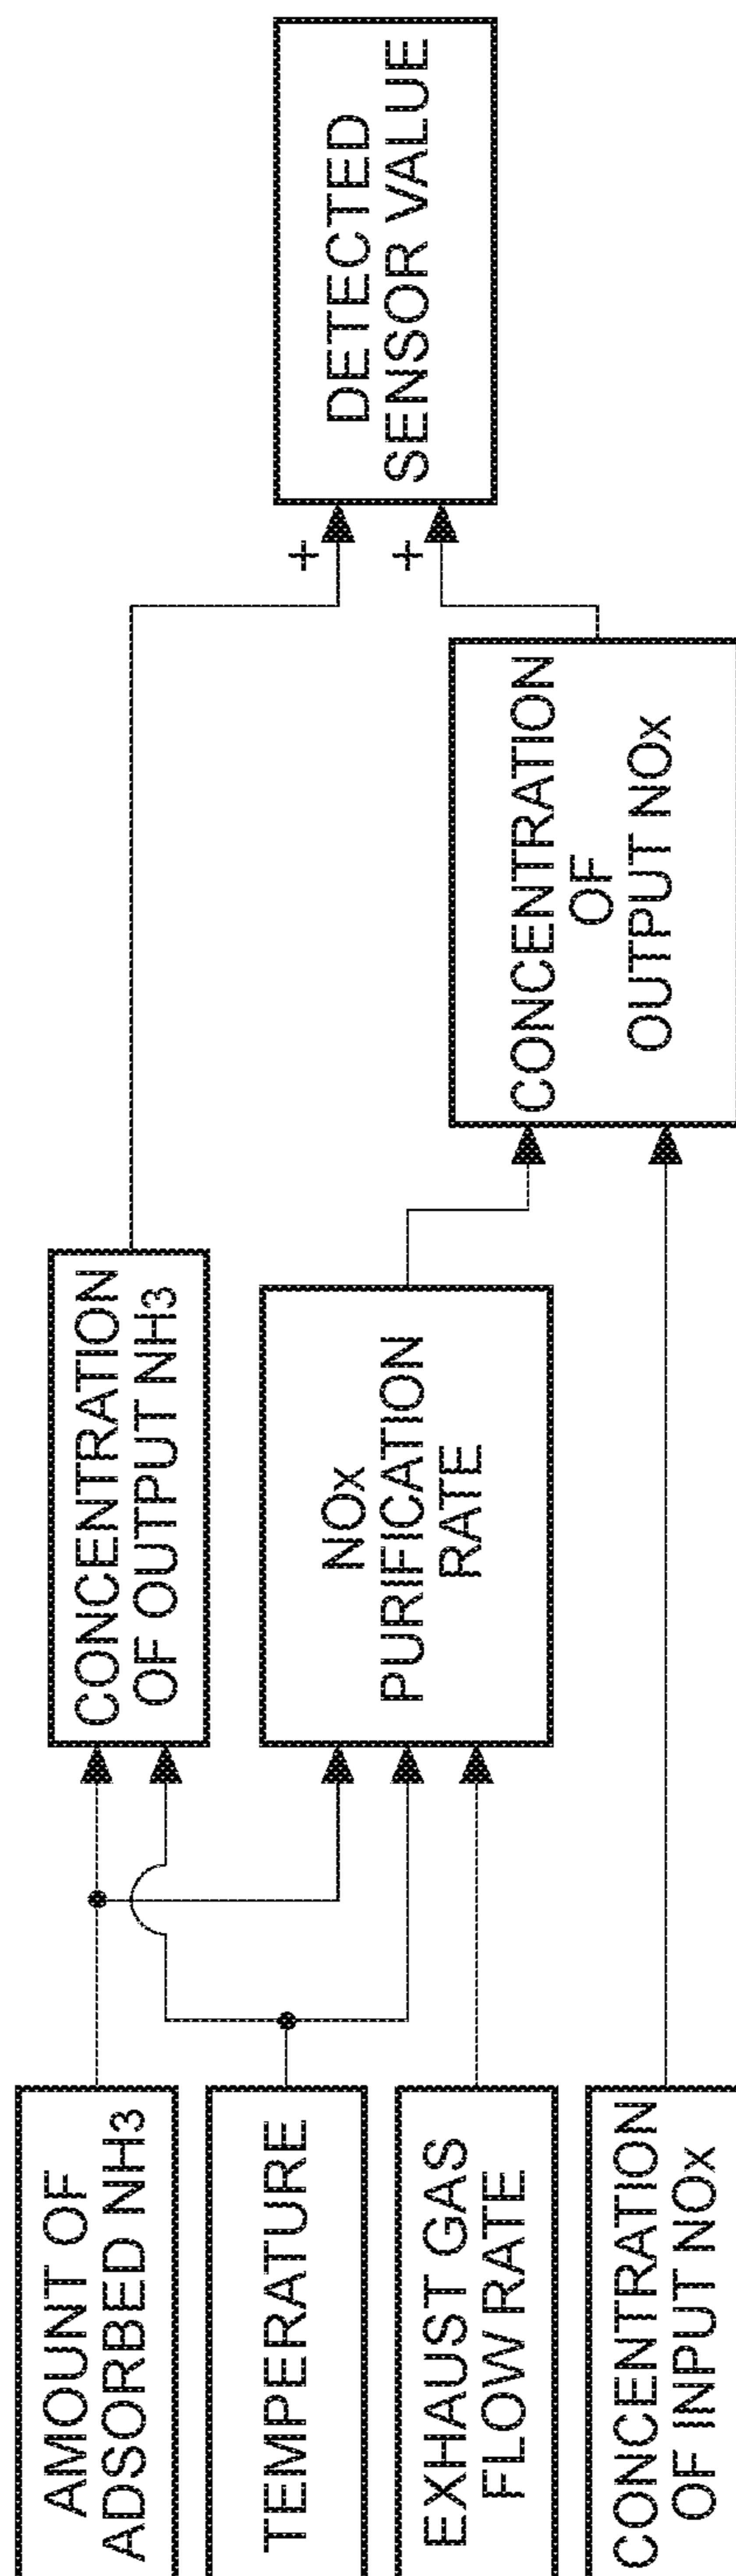 AMOUNT OF
ADSORBED NH3
TEMPERATURE
EXHAUST GAS
FLOW RATE
CONCENTRATION
OF INPUT NOx
CONCENTRATION
OF OUTPUT NH3
NOx
PURIFICATION
RATE
CONCENTRATION
OF
OUTPUT NOx
+
+
DETECTED
SENSOR VALUE